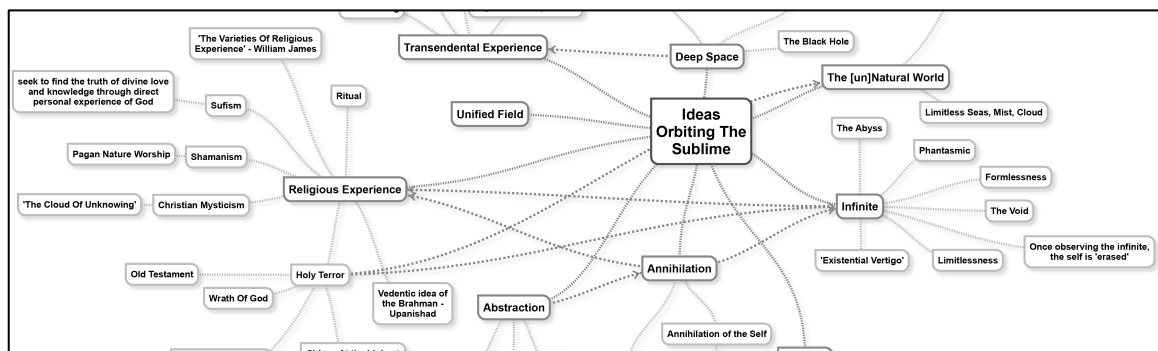 'The Varieties Of Religious
Experience' - William James
Transendental Experience
Deep Space
The Black Hole
The [un]Natural World
Limitless Seas, Mist, Cloud
seek to find the truth of divine love
and knowledge through direct
personal experience of God
Sufism
Ritual
Unified Field
Ideas
Orbiting The
Sublime
The Abyss
Phantasmic
Formlessness
The Void
Once observing the infinite,
the self is 'erased'
Limitlessness
'Existential Vertigo'
Infinite
Pagan Nature Worship
Shamanism
Religious Experience
'The Cloud Of Unknowing'
Christian Mysticism
Old Testament
Holy Terror
Wrath Of God
Vedentic idea of
the Brahman -
Upanishad
Annihilation
Abstraction
Annihilation of the Self